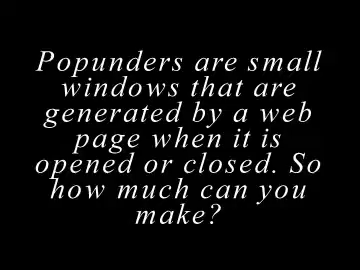 Popunders are small
windows that are
generated by a web
page when it is
opened or closed. So
how much can you
make?